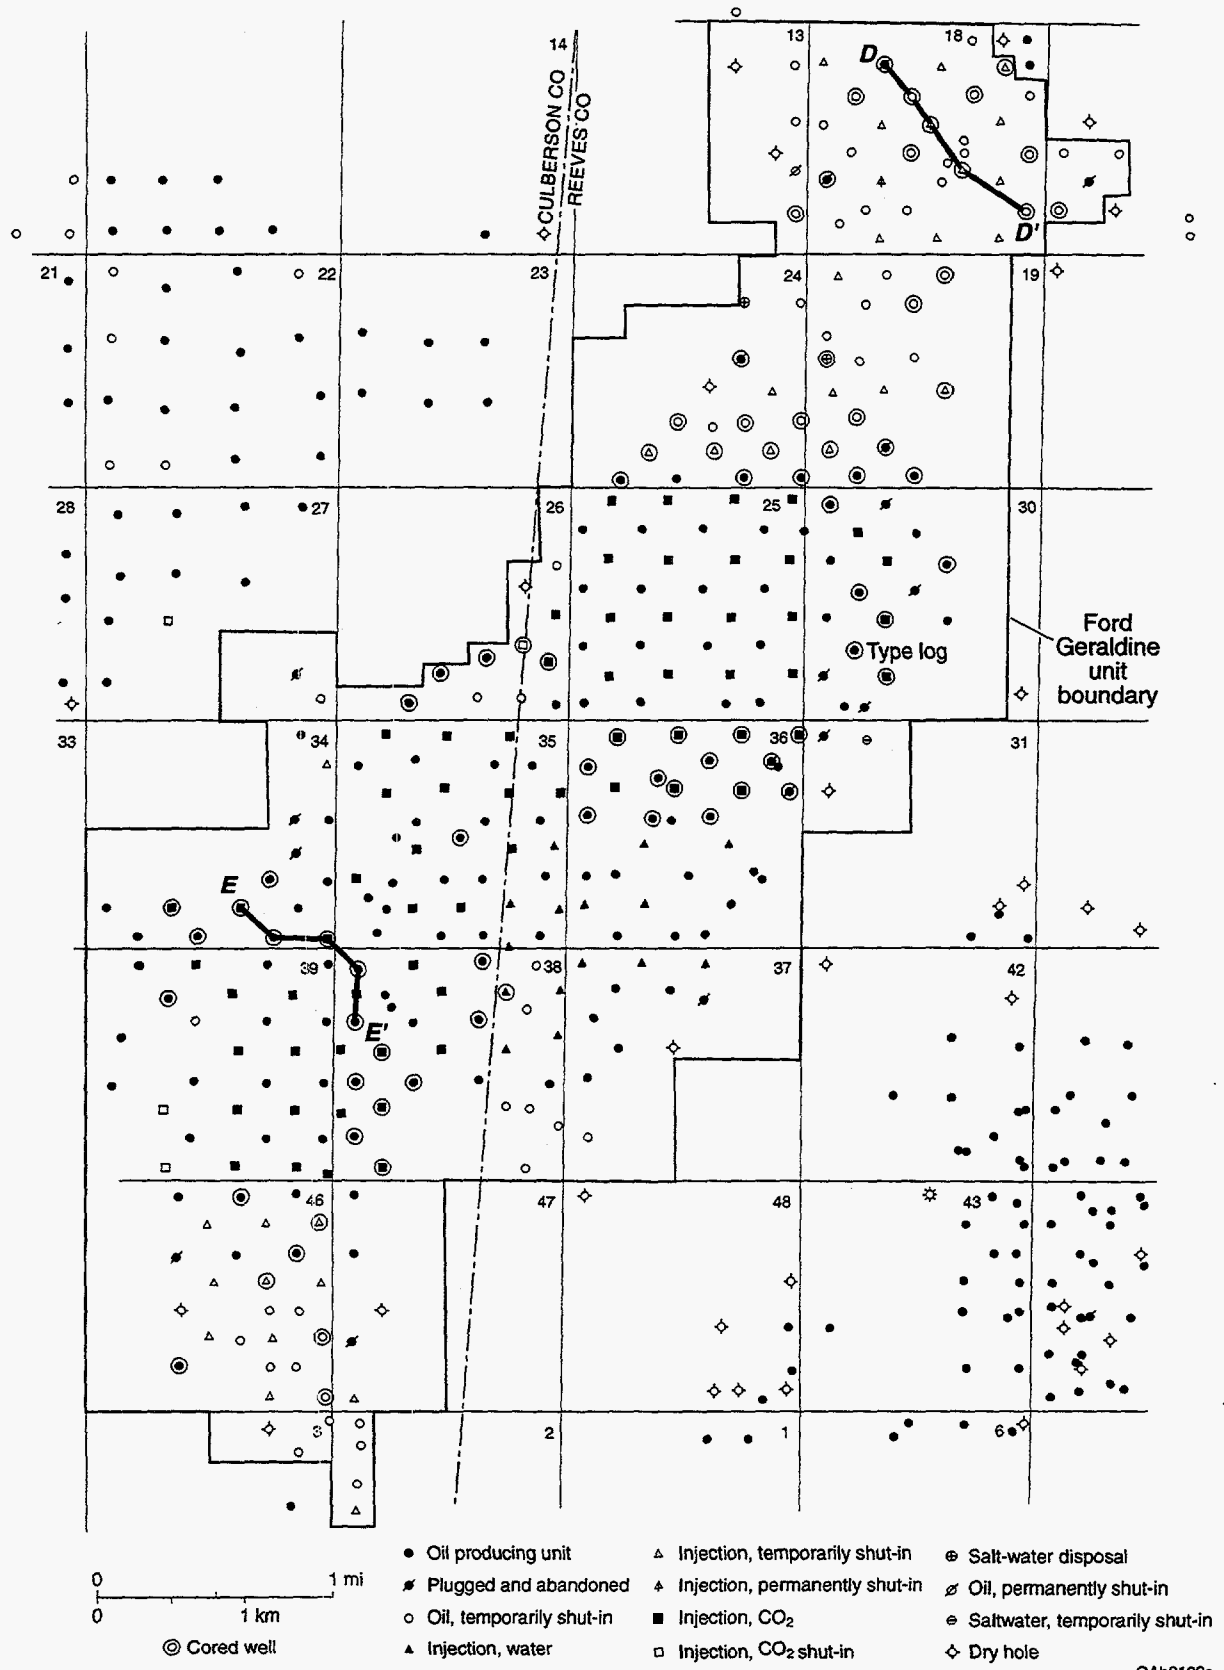 14
13
18
D
CULBERSON CO
REEVES CO
D'
21
22
23
24
19
28
27
26
25
30
Ford
Geraldine
unit
boundary
Type log
33
34
35
36
31
E
39
38
37
42
E'
46
47
48
43
3
2
1
6
0 1 mi
0 1 km
Cored well
Oil producing unit
Plugged and abandoned
Oil, temporarily shut-in
Injection, water
Injection, temporarily shut-in
Injection, permanently shut-in
Injection, CO2
Injection, CO2 shut-in
Salt-water disposal
Oil, permanently shut-in
Saltwater, temporarily shut-in
Dry hole